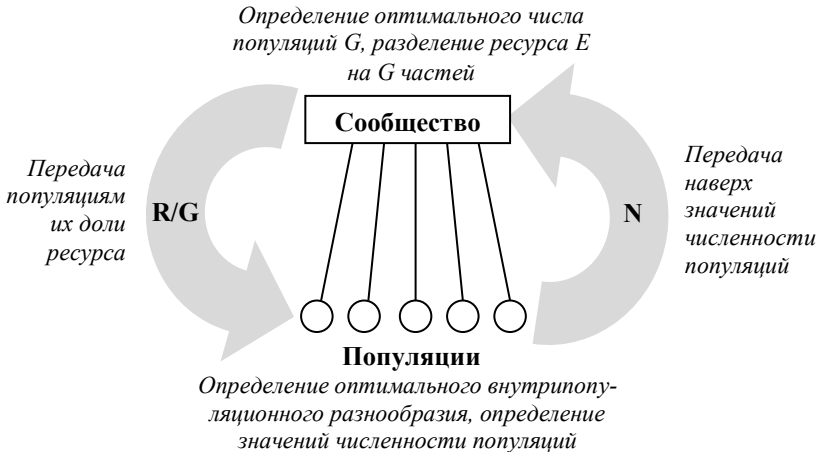 Определение оптимального числа
популяций G, разделение ресурса E
на G частей
Сообщество
Передача
популяциям
их доли
ресурса
R/G
N
Передача
наверх
значений
численности
популяций
Популяции
Определение оптимального внутрипопу-
ляционного разнообразия, определение
значений численности популяций